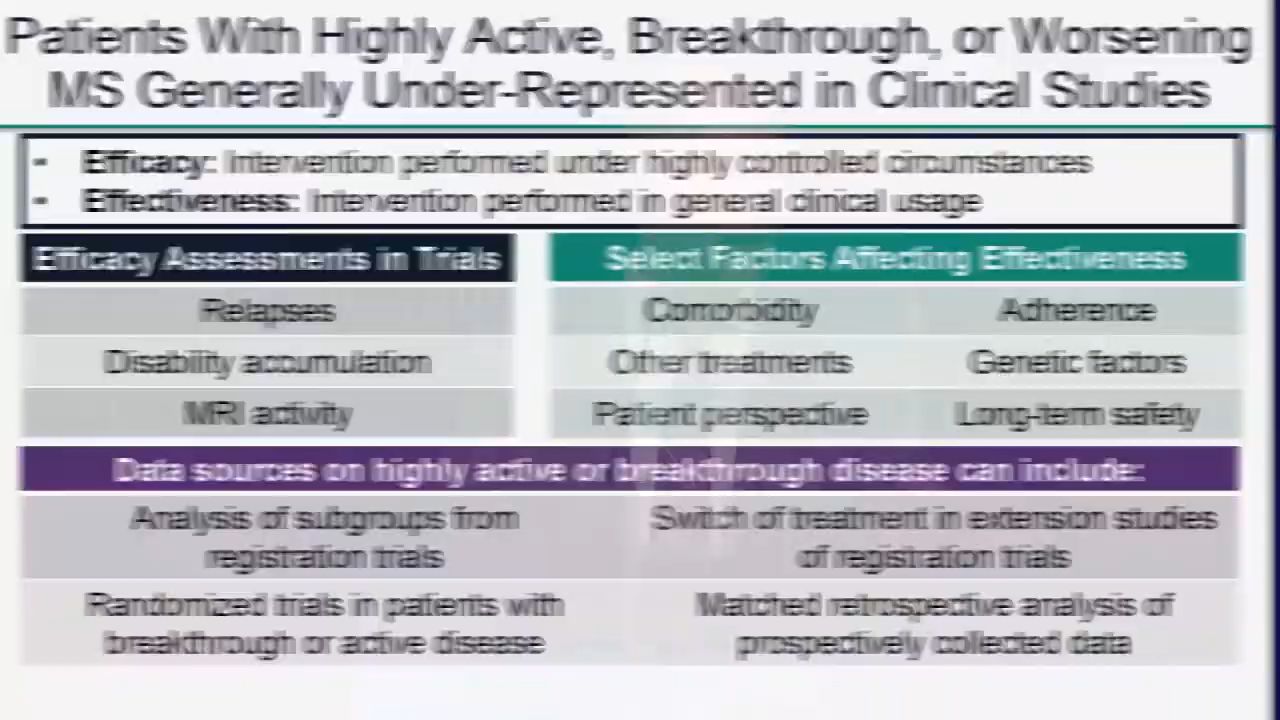 Patients With Highly Active, Breakthrough, or Worsening
MS Generally Under-Represented in Clinical Studies
- Efficacy: Intervention performed under highly controlled circumstances
- Effectiveness: Intervention performed in general clinical usage
Efficacy Assessments in Trials
Relapses
Disability accumulation
MRI activity
Select Factors Affecting Effectiveness
Comorbidity Adherence
Other treatments Genetic factors
Patient perspective Long-term safety
Data sources on highly active or breakthrough disease can include:
Analysis of subgroups from
registration trials
Switch of treatment in extension studies
of registration trials
Randomized trials in patients with
breakthrough or active disease
Matched retrospective analysis of
prospectively collected data